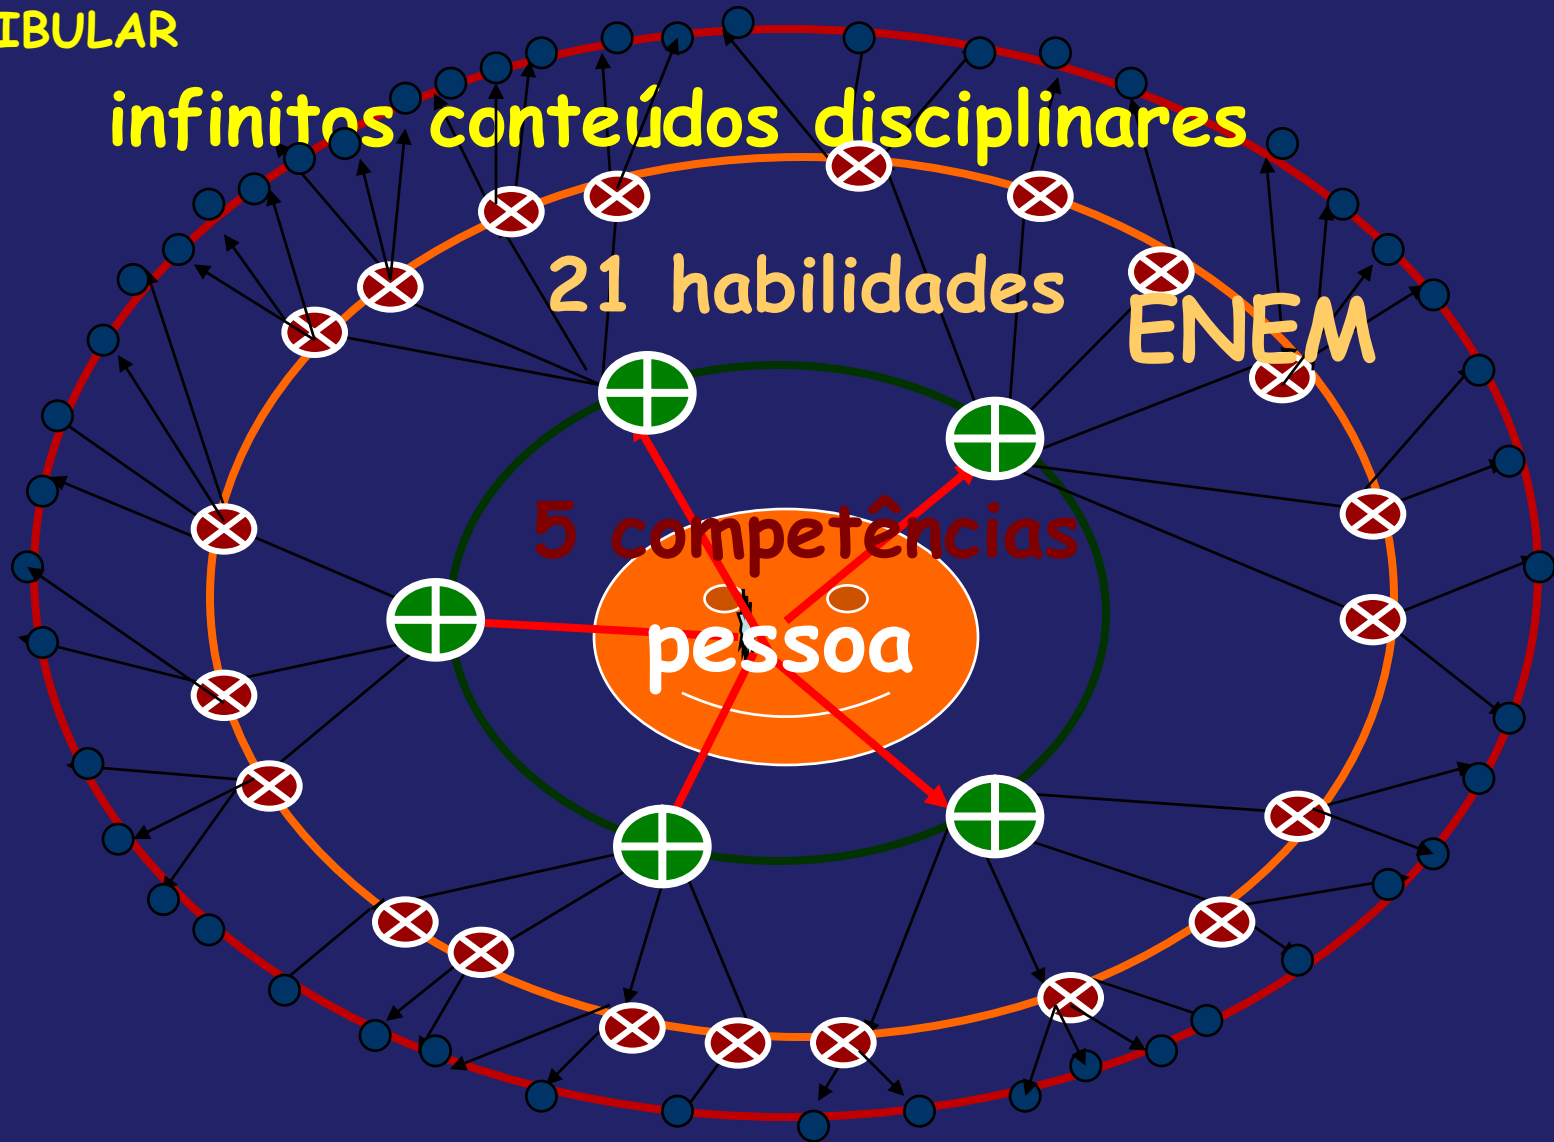 IBULAR
infinitos conteúdos disciplinares
21 habilidades
ENEM
5 competências
pessoa